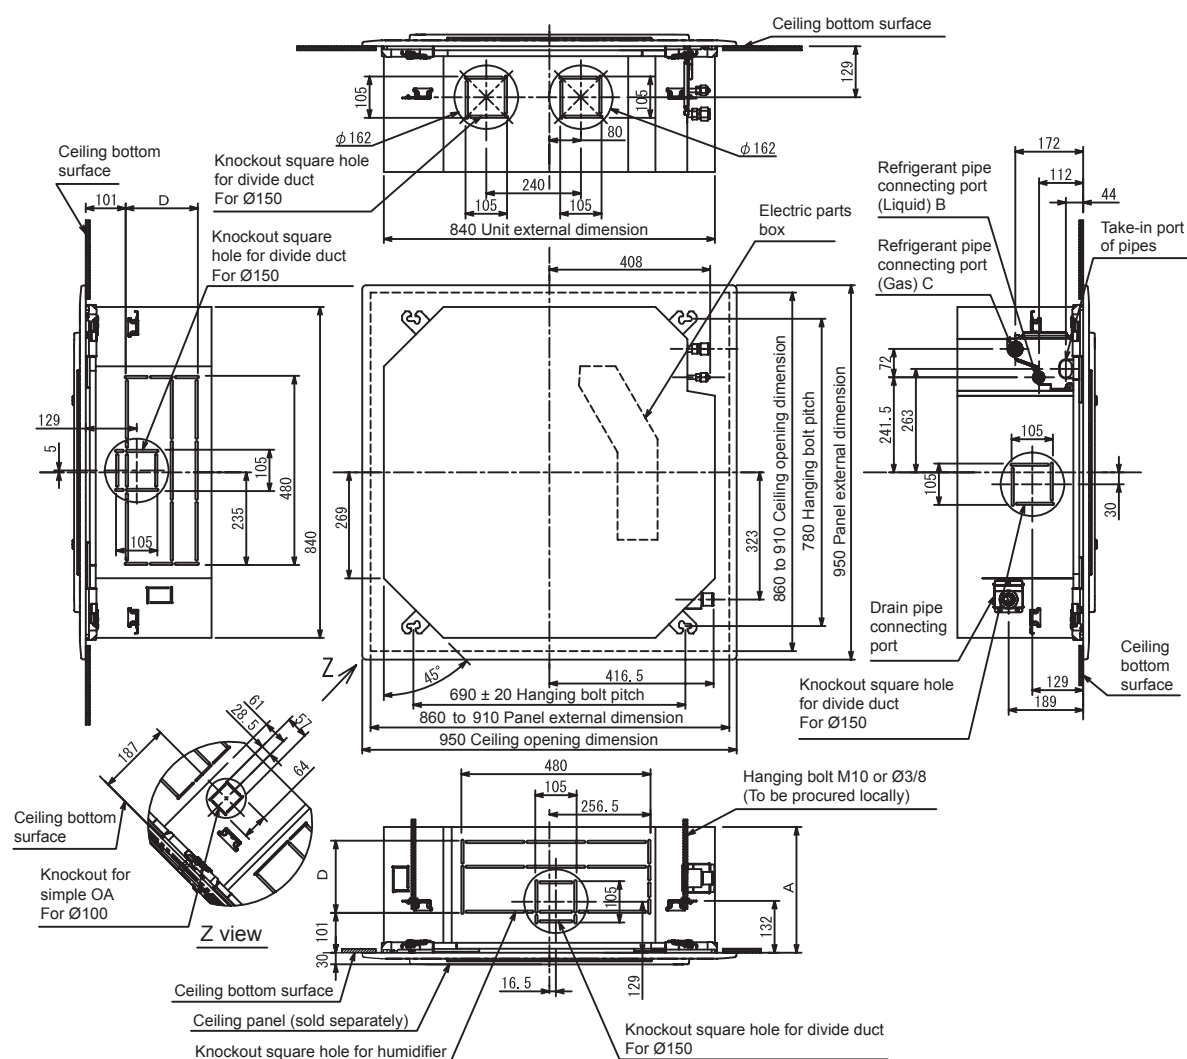 Ceiling bottom surface
129
105
105
φ162
80
φ162
Knockout square hole
for divide duct
For Ø150
240
105
105
840 Unit external dimension
Ceiling bottom
surface
101
D
Knockout square
hole for divide duct
For Ø150
129
5
105
480
235
105
840
Electric parts
box
408
269
323
860 to 910 Ceiling opening dimension
780 Hanging bolt pitch
950 Panel external dimension
45°
416.5
690 ± 20 Hanging bolt pitch
860 to 910 Panel external dimension
950 Ceiling opening dimension
172
112
44
Refrigerant pipe
connecting port
(Liquid) B
Refrigerant pipe
connecting port
(Gas) C
Take-in port
of pipes
72
241.5
263
105
105
30
Drain pipe
connecting
port
Knockout square hole
for divide duct
For Ø150
129
189
Ceiling
bottom
surface
Z
61
28.5
57
187
64
Ceiling bottom
surface
Knockout for
simple OA
For Ø100
Z view
480
105
256.5
Hanging bolt M10 or Ø3/8
(To be procured locally)
D
105
A
132
101
30
129
16.5
Ceiling bottom surface
Ceiling panel (sold separately)
Knockout square hole for humidifier
Knockout square hole for divide duct
For Ø150